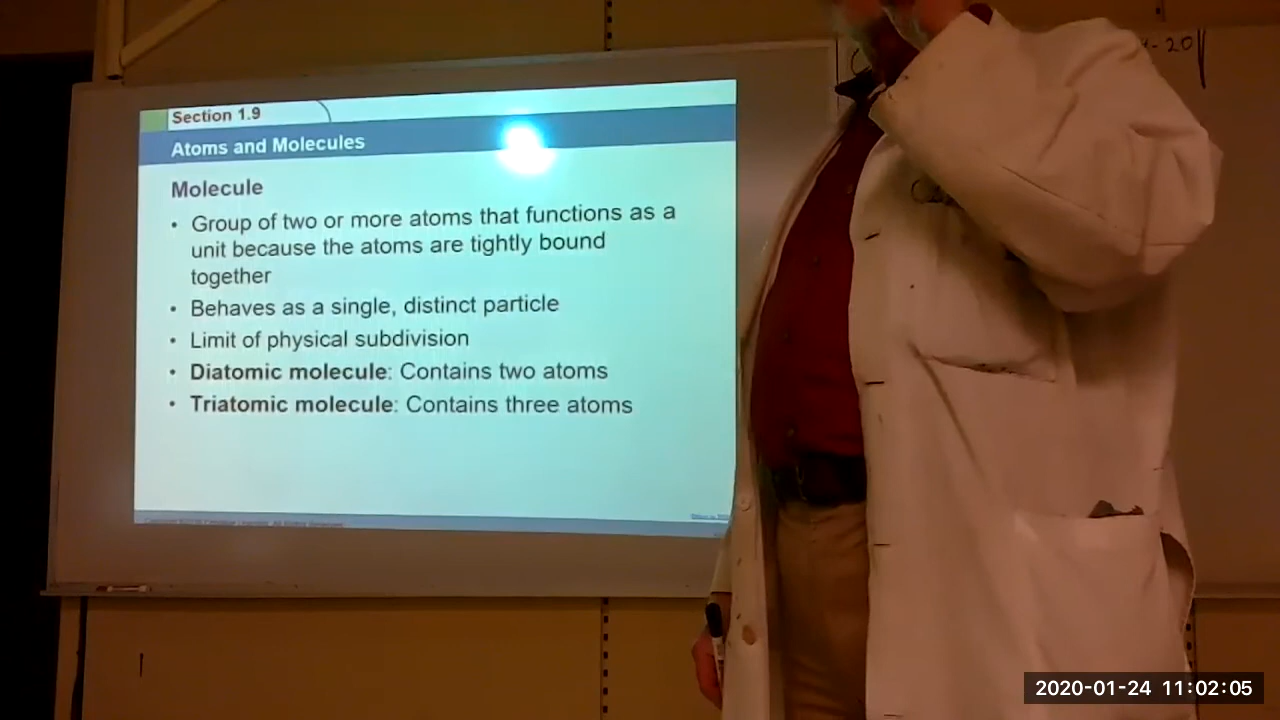 Section 1.9
Atoms and Molecules
Molecule
• Group of two or more atoms that functions as a
unit because the atoms are tightly bound
together
• Behaves as a single, distinct particle
• Limit of physical subdivision
• Diatomic molecule: Contains two atoms
• Triatomic molecule: Contains three atoms
2020-01-24 11:02:05